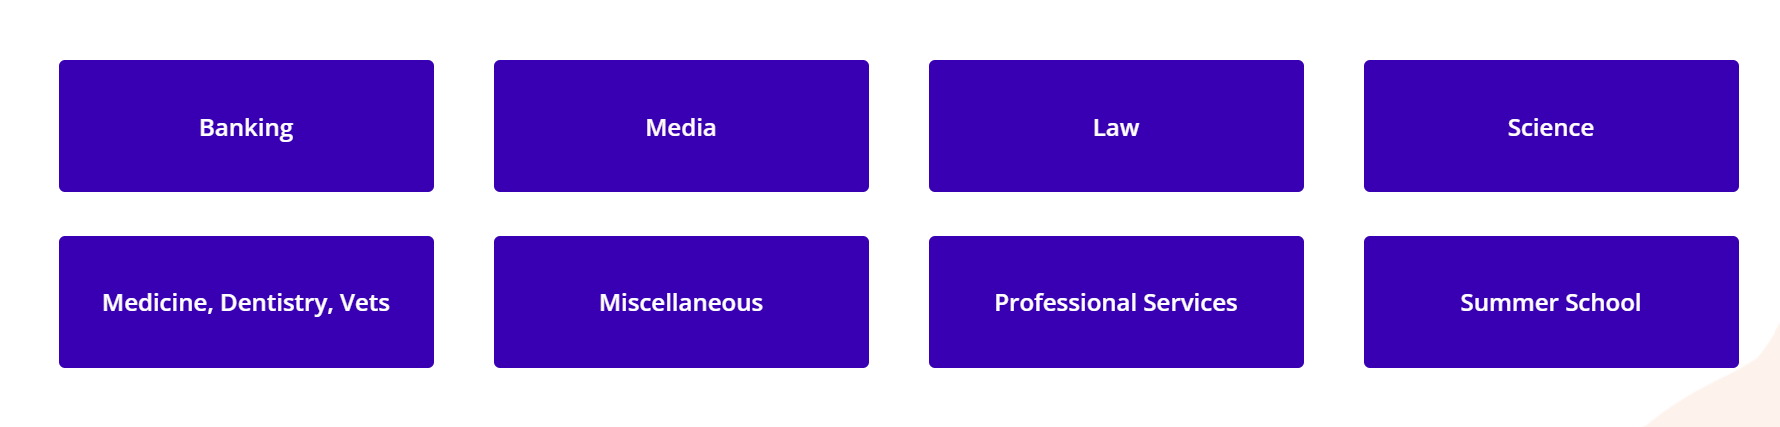 Banking
Media
Law
Science
Medicine, Dentistry, Vets
Miscellaneous
Professional Services
Summer School